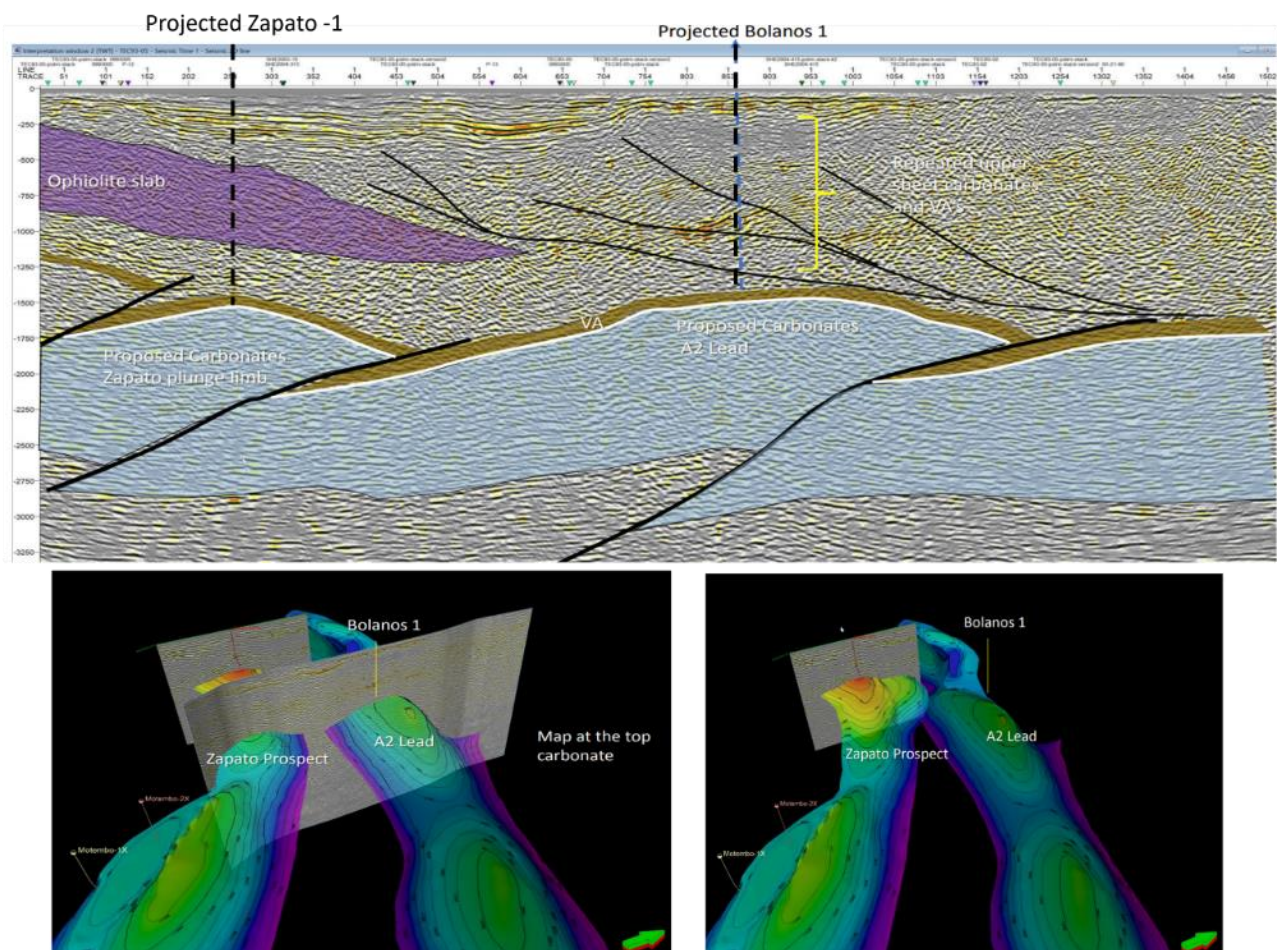 Projected Zapato -1
Projected Bolanos 1
LINE
TRACE 51 101 152 202 253 303 352 404 453 504 554 604 653 704 754 803 853 903 953 1003 1054 1103 1154 1203 1254 1302 1352 1404 1456 1502
0
-250
-500
-750
-1000
-1250
-1500
-1750
-2000
-2250
-2500
-2750
-3000
-3250
Ophiolite slab
Repeated upper
sheet carbonates
and VA's
VA
Proposed Carbonates
Zapato plunge limb
Proposed Carbonates
A2 Lead
Bolanos 1
Zapato Prospect
A2 Lead
Map at the top
carbonate
Motembo-2X
Motembo-1X
Bolanos 1
Zapato Prospect
A2 Lead
Motembo-2X
Motembo-1X